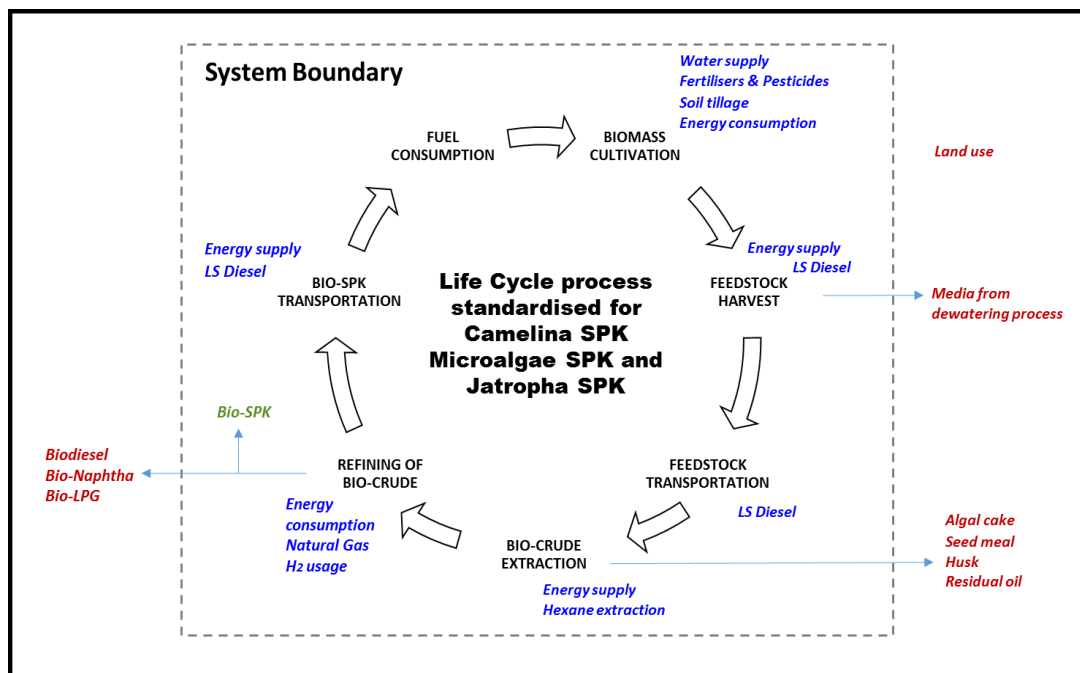 System Boundary
Water supply
Fertilisers & Pesticides
Soil tillage
Energy consumption
FUEL
CONSUMPTION
BIOMASS
CULTIVATION
Land use
Energy supply
LS Diesel
FEEDSTOCK
HARVEST
Media from
dewatering process
Energy supply
LS Diesel
BIO-SPK
TRANSPORTATION
Life Cycle process
standardised for
Camelina SPK
Microalgae SPK and
Jatropha SPK
Bio-SPK
Biodiesel
Bio-Naphtha
Bio-LPG
REFINING OF
BIO-CRUDE
Energy
consumption
Natural Gas
H2 usage
FEEDSTOCK
TRANSPORTATION
LS Diesel
BIO-CRUDE
EXTRACTION
Energy supply
Hexane extraction
Algal cake
Seed meal
Husk
Residual oil